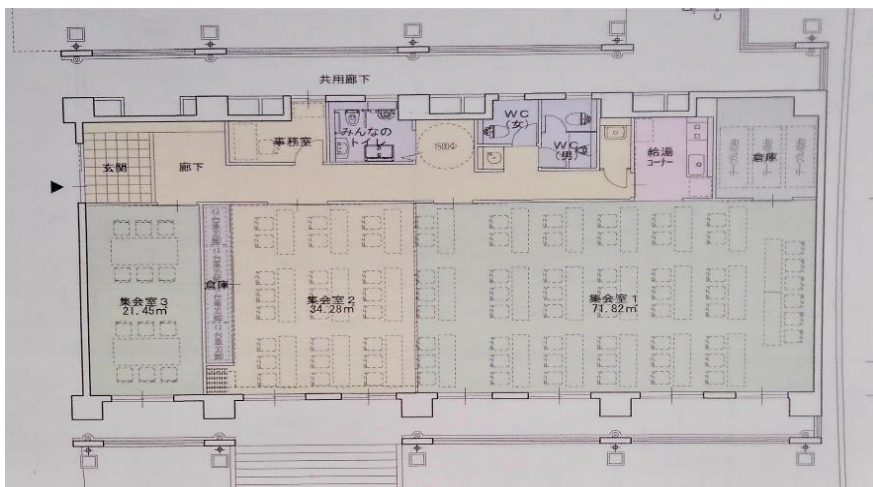 共用廊下
玄関
廊下
事務室
みんなの
トイレ
1500Φ
WC
(女)
WC
(男)
給湯
コーナー
倉庫
倉庫
集会室3
21.45㎡
集会室2
34.28㎡
集会室1
71.82㎡